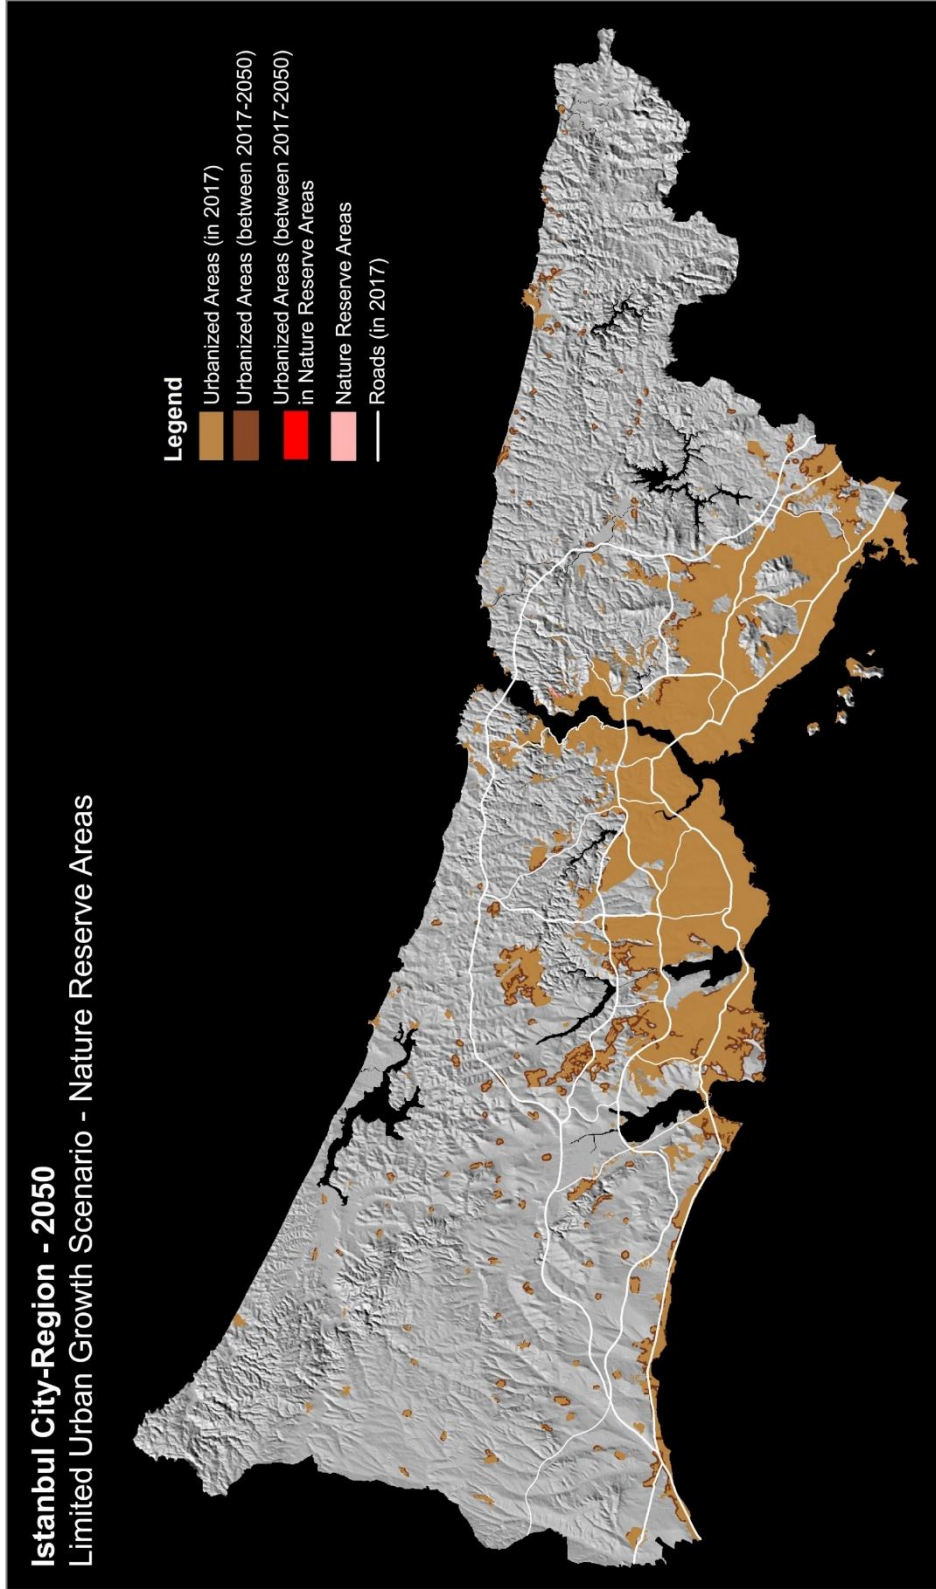 Istanbul City-Region - 2050
Limited Urban Growth Scenario - Nature Reserve Areas
Legend
Urbanized Areas (in 2017)
Urbanized Areas (between 2017-2050)
Urbanized Areas (between 2017-2050)
in Nature Reserve Areas
Nature Reserve Areas
Roads (in 2017)